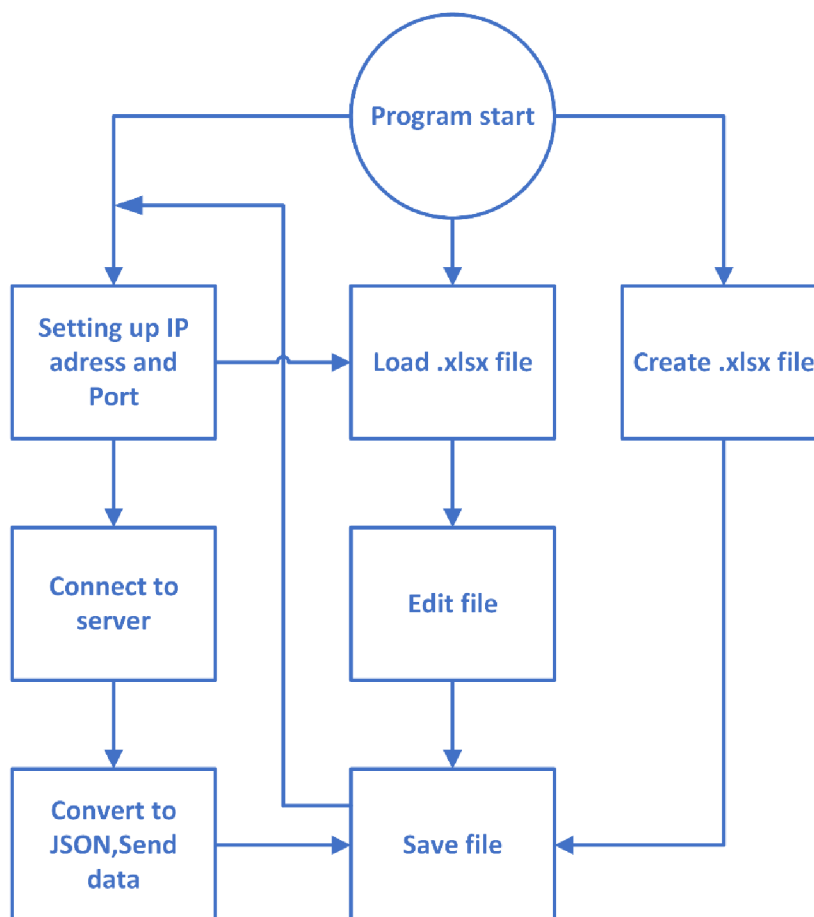 Program start
Setting up IP
adress and
Port
Load .xlsx file
Create .xlsx file
Connect to
server
Edit file
Convert to
JSON,Send
data
Save file